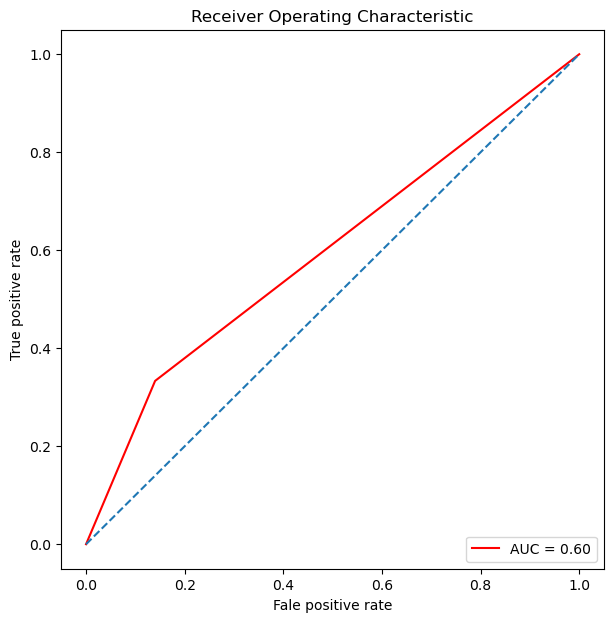 Receiver Operating Characteristic
1.0
0.8
0.6
0.4
0.2
0.0
True positive rate
AUC = 0.60
0.0 0.2 0.4 0.6 0.8 1.0
Fale positive rate